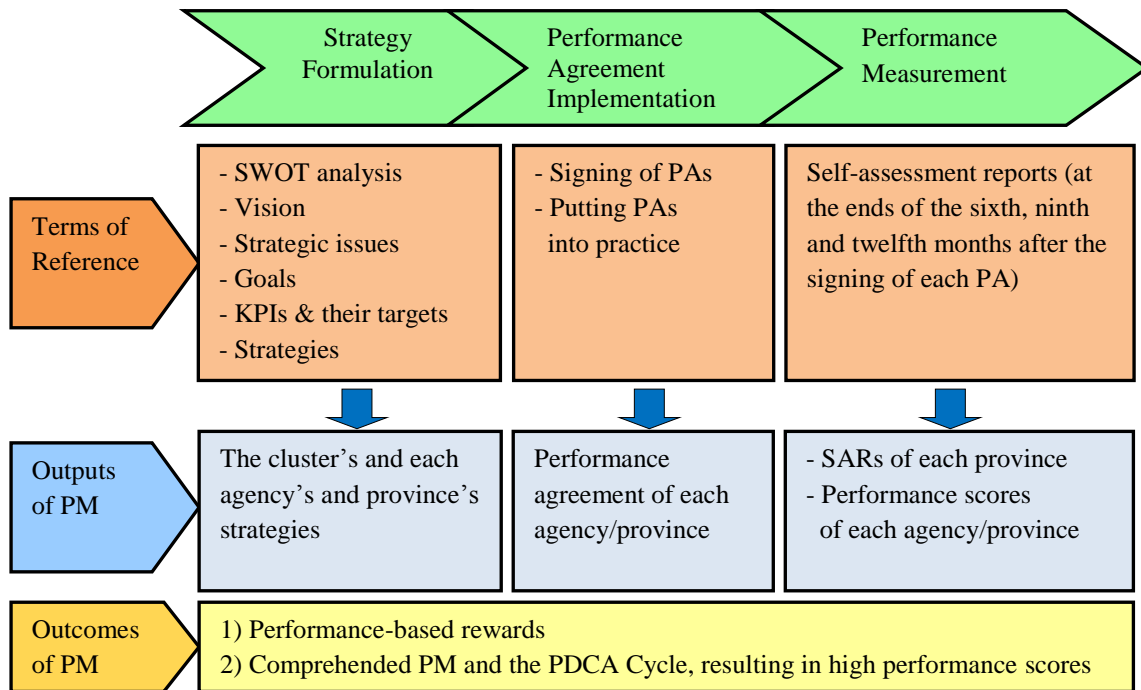 Strategy
Formulation
Performance
Agreement
Implementation
Performance
Measurement
Terms of
Reference
- SWOT analysis
- Vision
- Strategic issues
- Goals
- KPIs & their targets
- Strategies
- Signing of PAs
- Putting PAs
into practice
Self-assessment reports (at
the ends of the sixth, ninth
and twelfth months after the
signing of each PA)
Outputs
of PM
The cluster's and each
agency's and province's
strategies
Performance
agreement of each
agency/province
- SARs of each province
- Performance scores
of each agency/province
Outcomes
of PM
1) Performance-based rewards
2) Comprehended PM and the PDCA Cycle, resulting in high performance scores